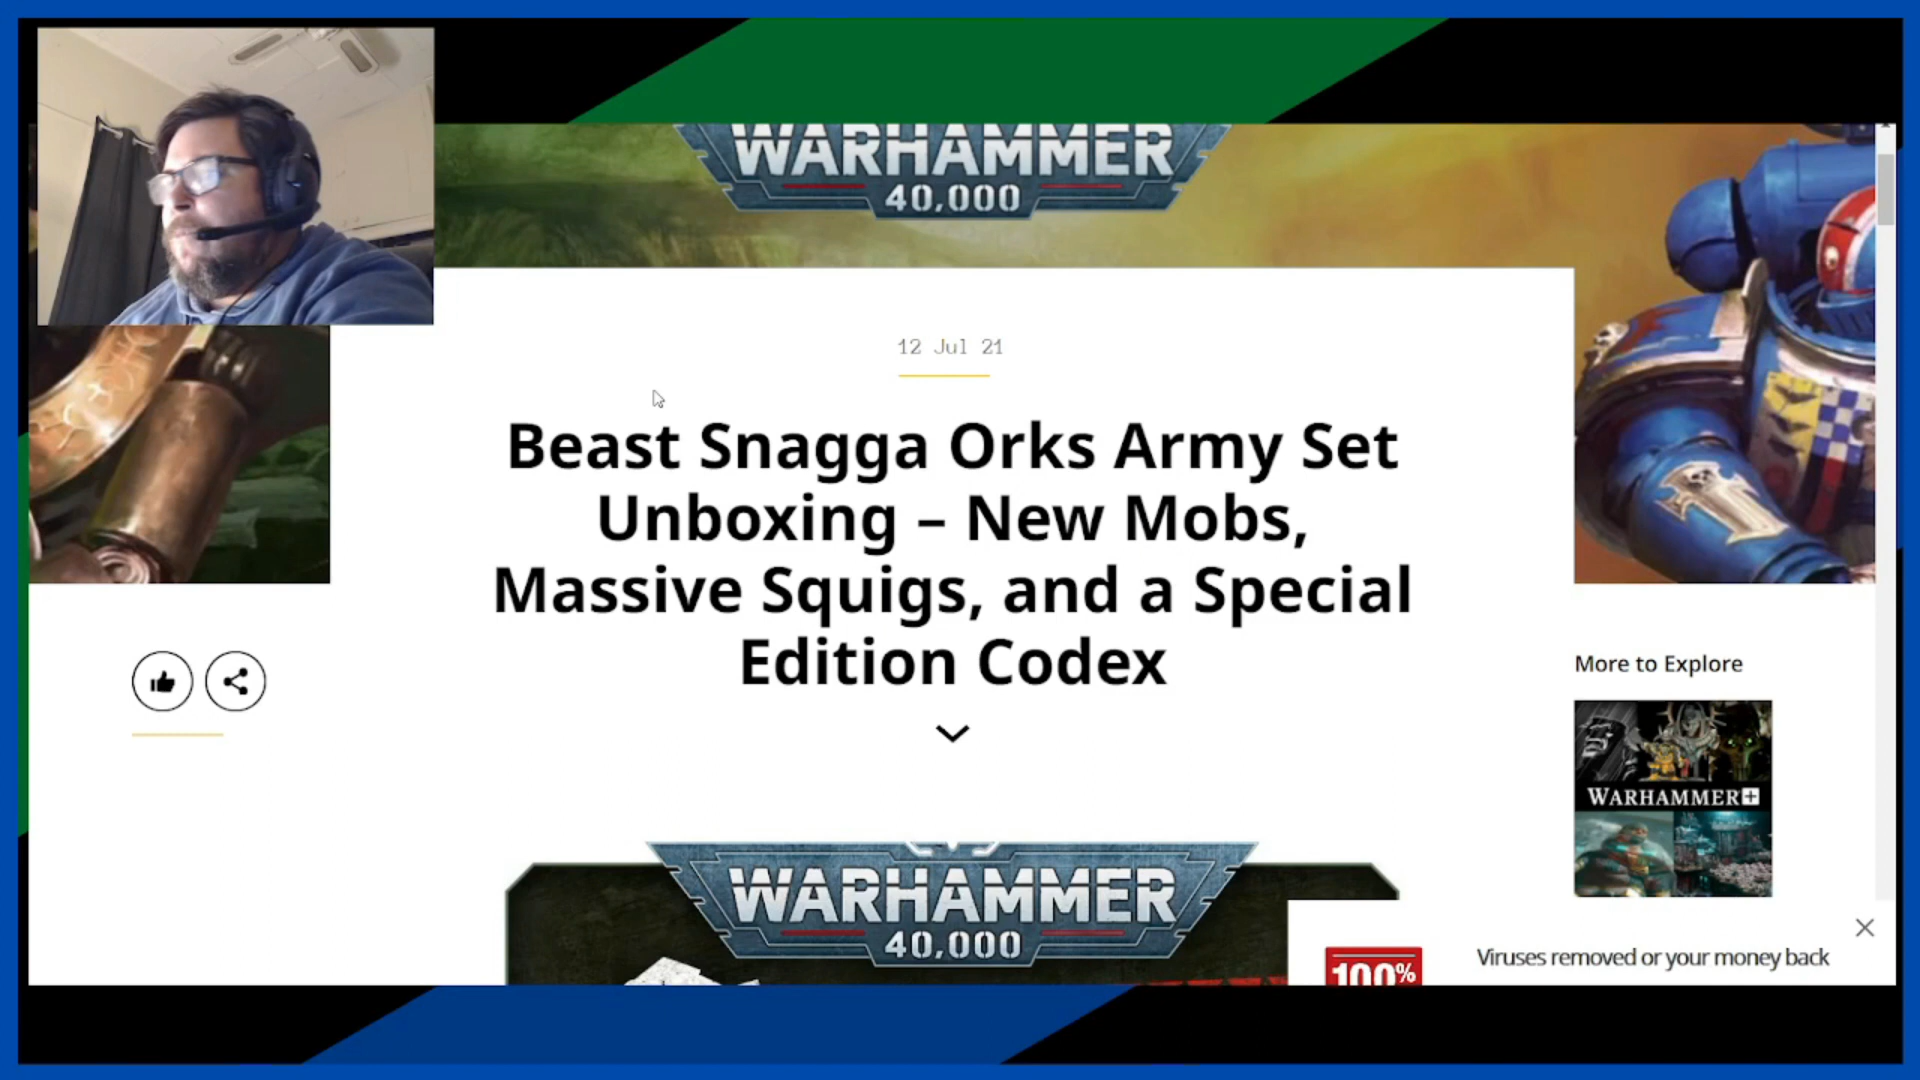 WARHAMMER
40,000
12 Jul 21
Beast Snagga Orks Army Set
Unboxing – New Mobs,
Massive Squigs, and a Special
Edition Codex
More to Explore
WARHAMMER+
WARHAMMER
40,000
100%
Viruses removed or your money back